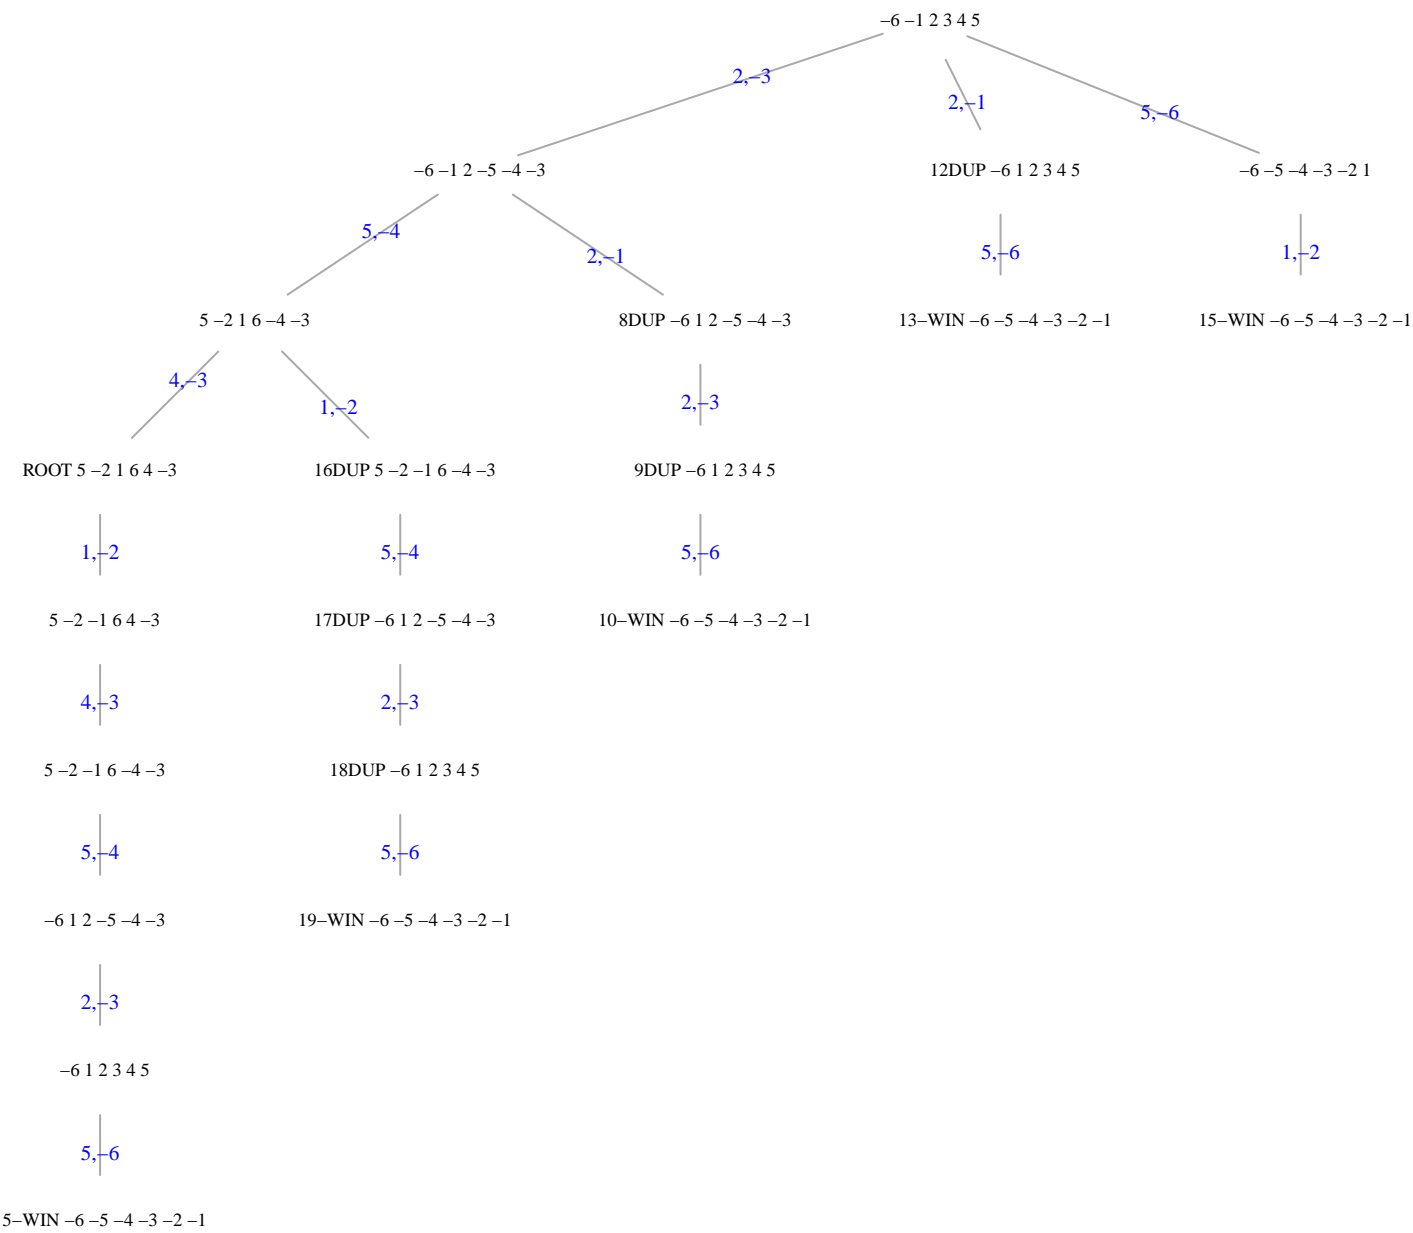 –6 –1 2 3 4 5
2,–3
2,–1
5,–6
–6 –1 2 –5 –4 –3
12DUP –6 1 2 3 4 5
–6 –5 –4 –3 –2 1
5,–4
2,–1
5,–6
1,–2
5 –2 1 6 –4 –3
8DUP –6 1 2 –5 –4 –3
13–WIN –6 –5 –4 –3 –2 –1
15–WIN –6 –5 –4 –3 –2 –1
4,–3
1,–2
2,–3
ROOT 5 –2 1 6 4 –3
16DUP 5 –2 –1 6 –4 –3
9DUP –6 1 2 3 4 5
1,–2
5,–4
5,–6
5 –2 –1 6 4 –3
17DUP –6 1 2 –5 –4 –3
10–WIN –6 –5 –4 –3 –2 –1
4,–3
2,–3
5 –2 –1 6 –4 –3
18DUP –6 1 2 3 4 5
5,–4
5,–6
–6 1 2 –5 –4 –3
19–WIN –6 –5 –4 –3 –2 –1
2,–3
–6 1 2 3 4 5
5,–6
5–WIN –6 –5 –4 –3 –2 –1